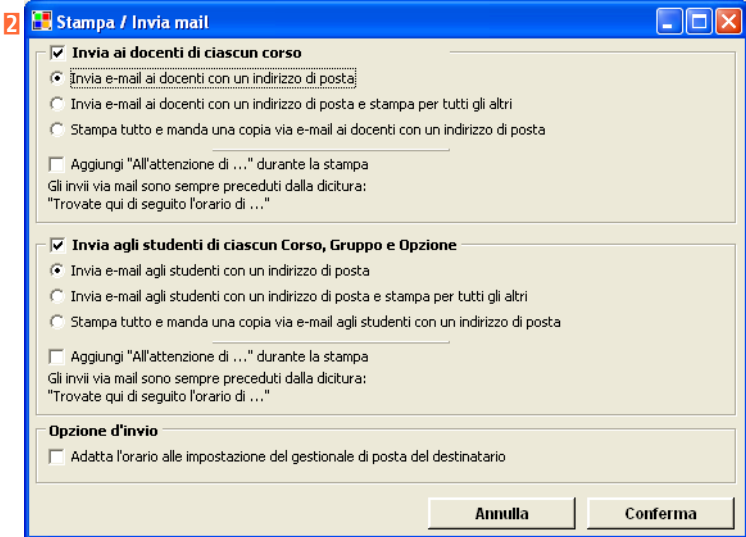 2
Stampa / Invia mail
Invia ai docenti di ciascun corso
Invia e-mail ai docenti con un indirizzo di posta
Invia e-mail ai docenti con un indirizzo di posta e stampa per tutti gli altri
Stampa tutto e manda una copia via e-mail ai docenti con un indirizzo di posta
Aggiungi "All'attenzione di ..." durante la stampa
Gli invii via mail sono sempre preceduti dalla dicitura:
"Trovate qui di seguito l'orario di ..."
Invia agli studenti di ciascun Corso, Gruppo e Opzione
Invia e-mail agli studenti con un indirizzo di posta
Invia e-mail agli studenti con un indirizzo di posta e stampa per tutti gli altri
Stampa tutto e manda una copia via e-mail agli studenti con un indirizzo di posta
Aggiungi "All'attenzione di ..." durante la stampa
Gli invii via mail sono sempre preceduti dalla dicitura:
"Trovate qui di seguito l'orario di ..."
Opzione d'invio
Adatta l'orario alle impostazione del gestionale di posta del destinatario
Annulla
Conferma